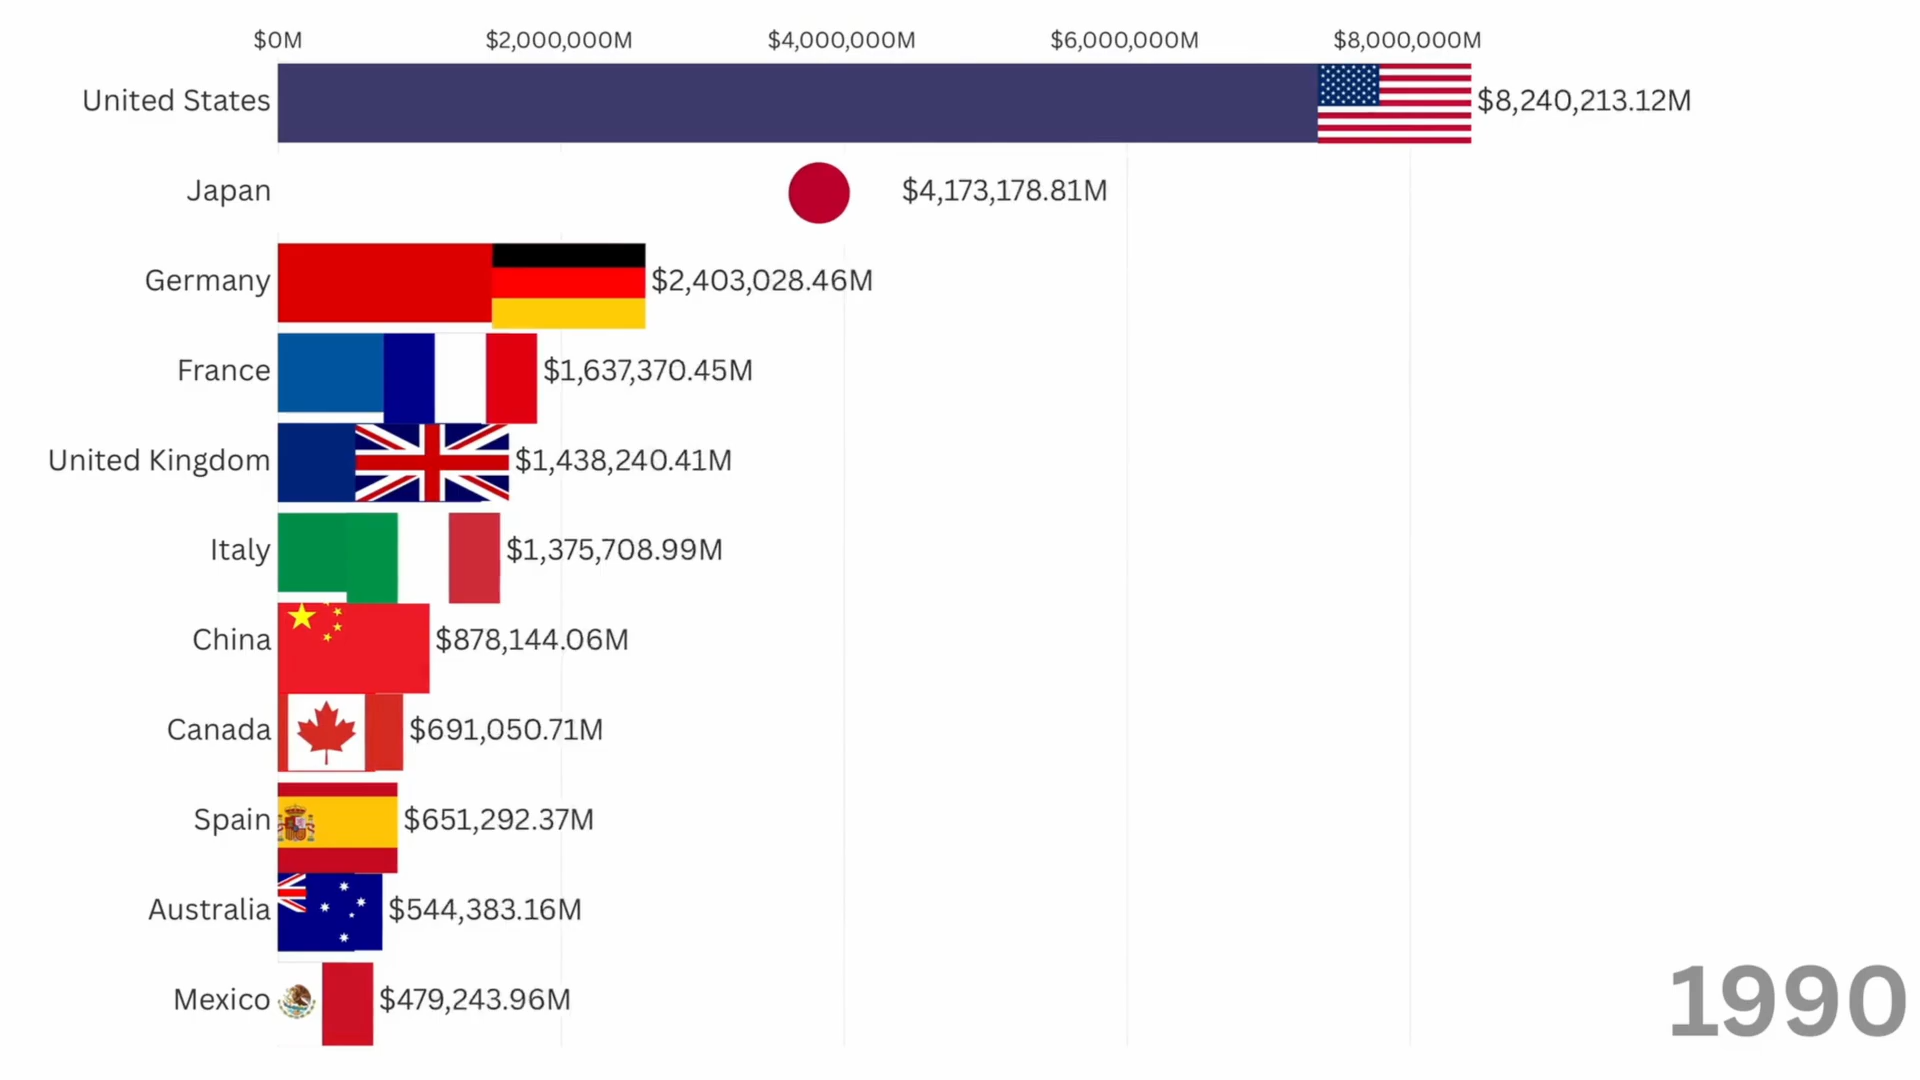 $0M $2,000,000M $4,000,000M $6,000,000M $8,000,000M
United States $8,240,213.12M
Japan $4,173,178.81M
Germany $2,403,028.46M
France $1,637,370.45M
United Kingdom $1,438,240.41M
Italy $1,375,708.99M
China $878,144.06M
Canada $691,050.71M
Spain $651,292.37M
Australia $544,383.16M
Mexico $479,243.96M
1990